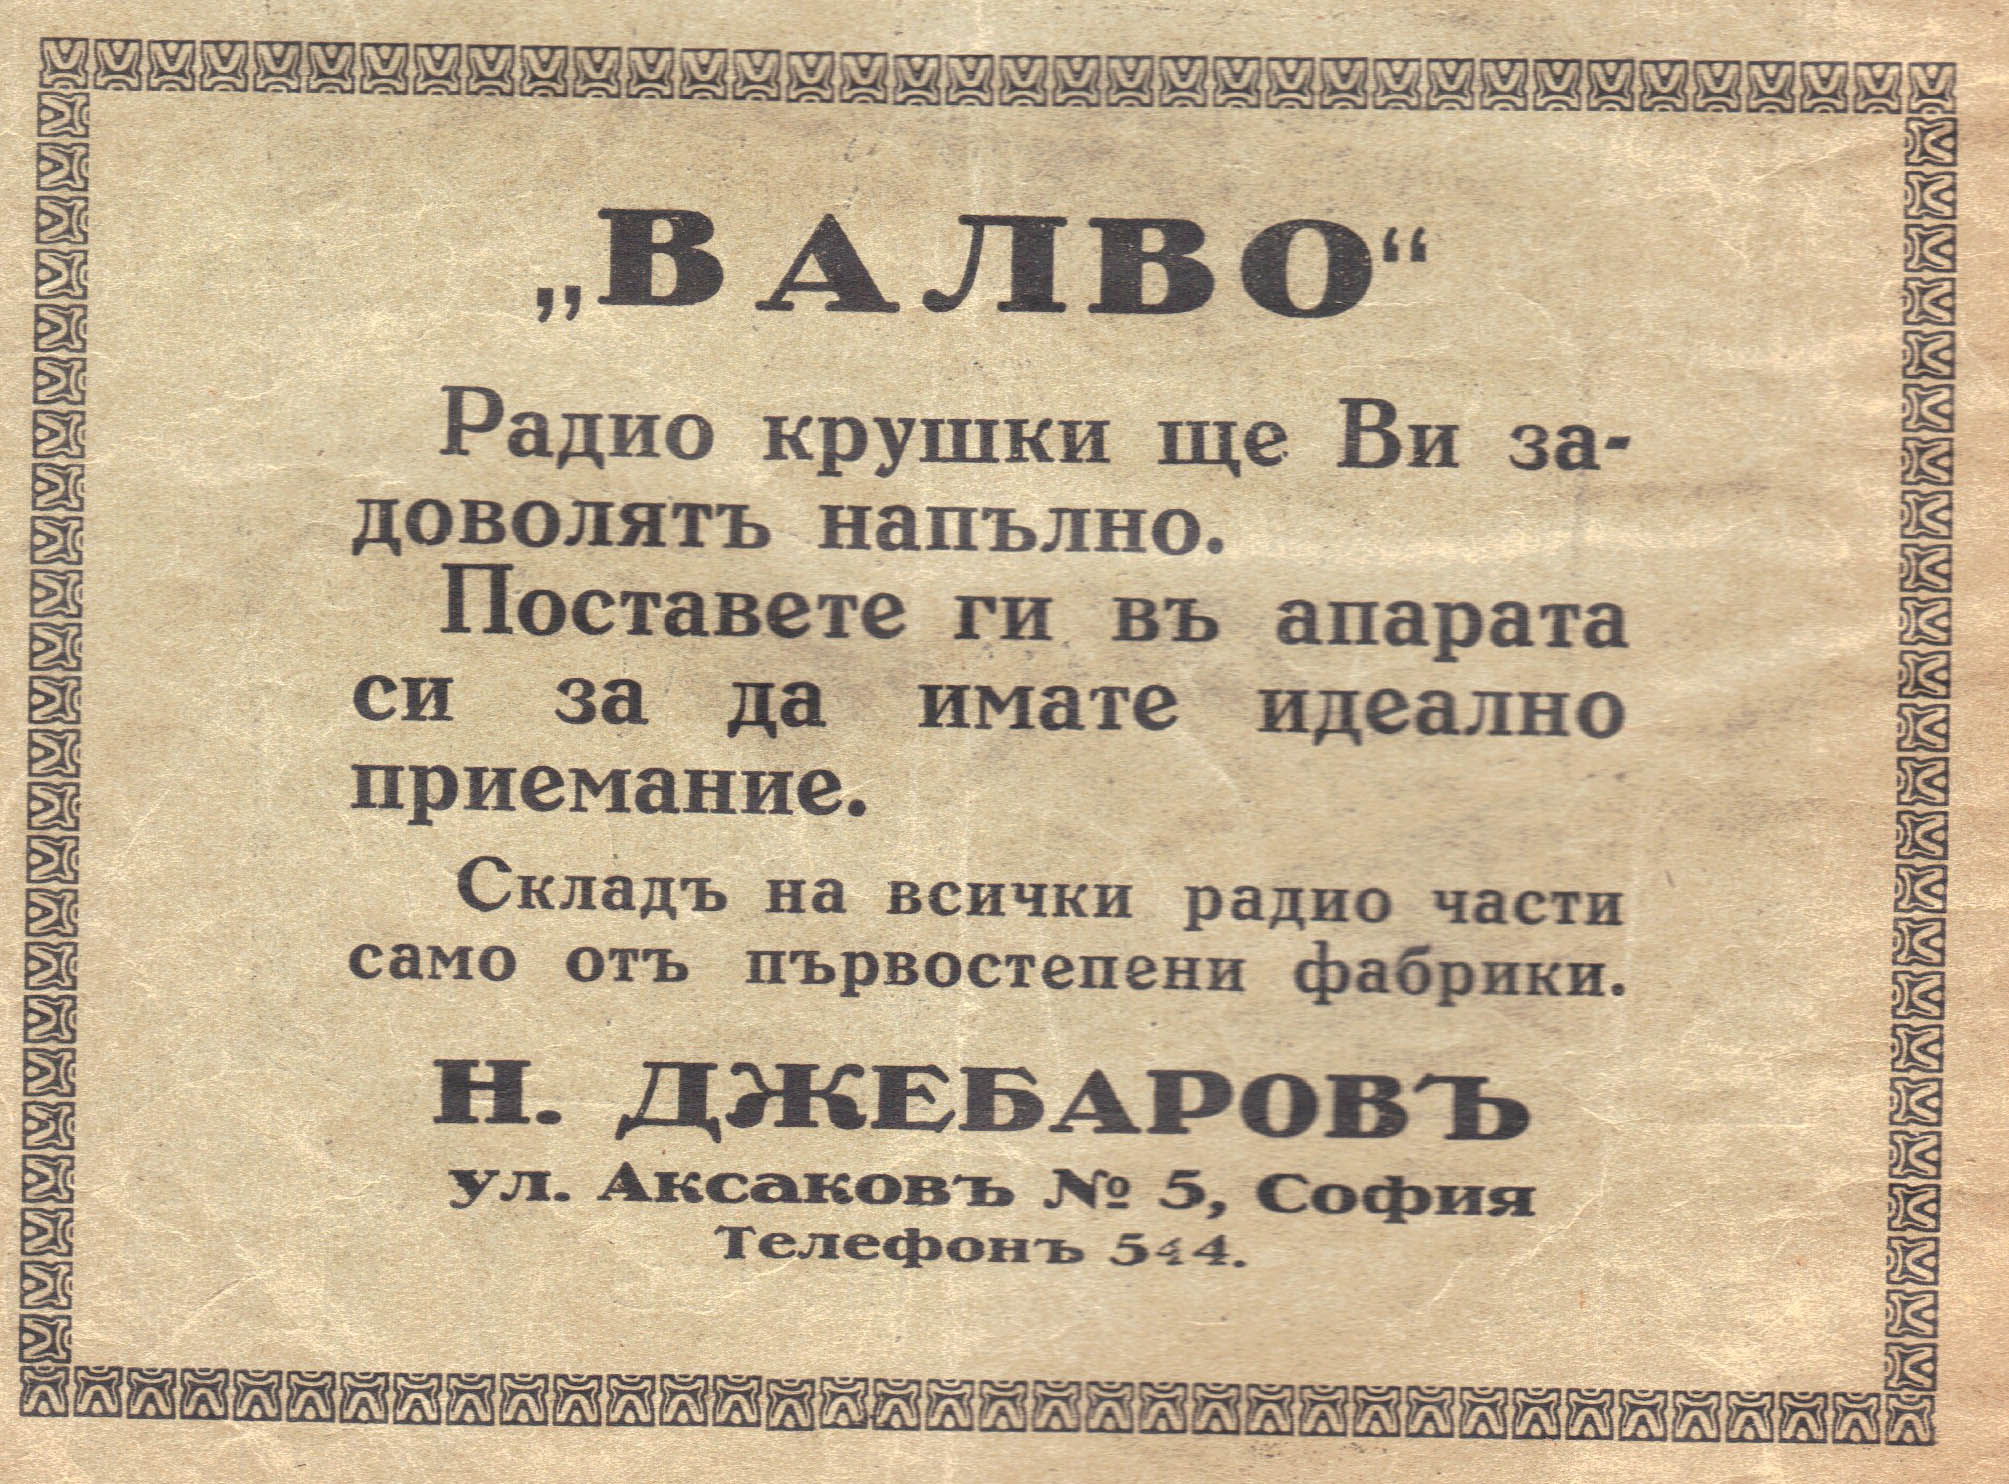 „ВАЛВО“
Радио крушки ще Ви за-
доволятъ напълно.
Поставете ги въ апарата
си за да имате идеално
приемание.
Складъ на всички радио части
само отъ първостепени фабрики.
Н. ДЖЕБАРОВЪ
ул. Аксаковъ № 5, София
Телефонъ 544.